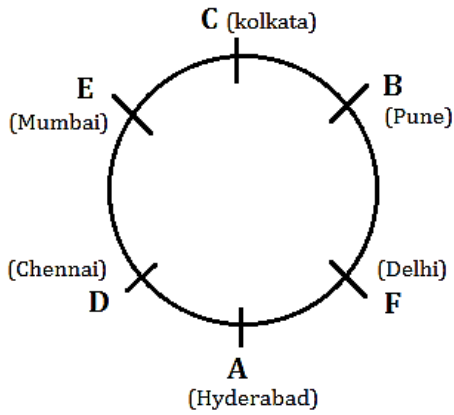 C (kolkata)
E
(Mumbai)
B
(Pune)
(Chennai)
D
(Delhi)
F
A
(Hyderabad)